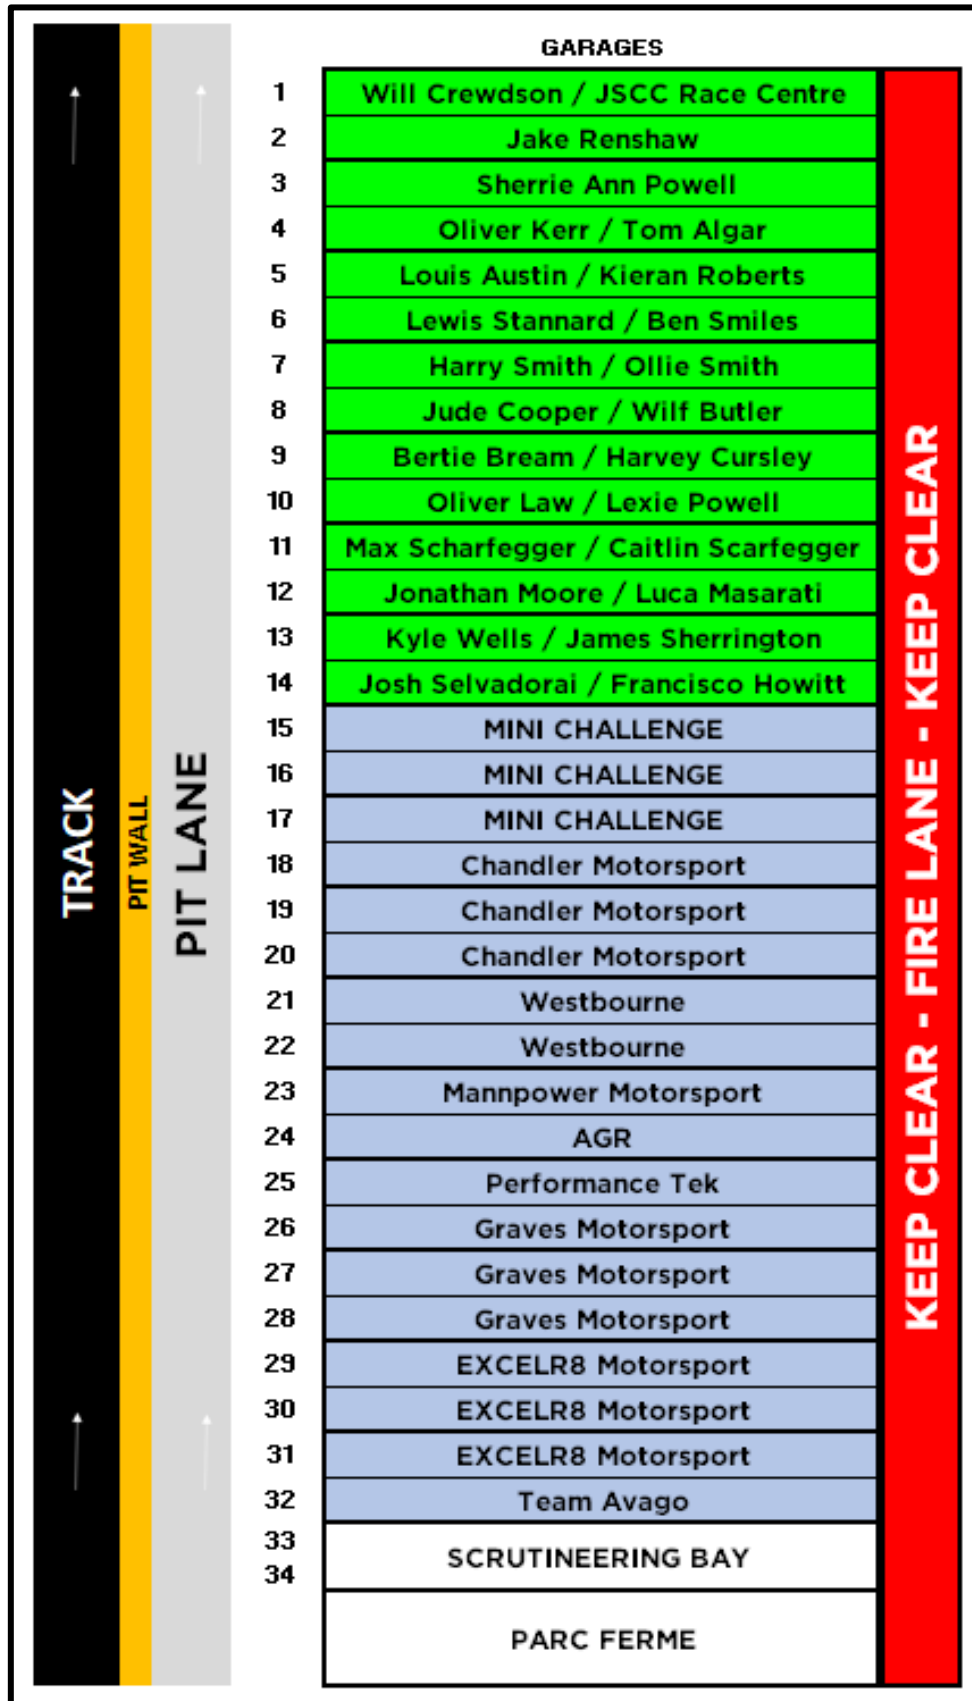 GARAGES
1 Will Crewdson / JSCC Race Centre
2 Jake Renshaw
3 Sherrie Ann Powell
4 Oliver Kerr / Tom Algar
5 Louis Austin / Kieran Roberts
6 Lewis Stannard / Ben Smiles
7 Harry Smith / Ollie Smith
8 Jude Cooper / Wilf Butler
9 Bertie Bream / Harvey Cursley
10 Oliver Law / Lexie Powell
11 Max Scharfegger / Caitlin Scarfegger
12 Jonathan Moore / Luca Masarati
13 Kyle Wells / James Sherrington
14 Josh Selvadorai / Francisco Howitt
15 MINI CHALLENGE
16 MINI CHALLENGE
17 MINI CHALLENGE
18 Chandler Motorsport
19 Chandler Motorsport
20 Chandler Motorsport
21 Westbourne
22 Westbourne
23 Mannpower Motorsport
24 AGR
25 Performance Tek
26 Graves Motorsport
27 Graves Motorsport
28 Graves Motorsport
29 EXCELR8 Motorsport
30 EXCELR8 Motorsport
31 EXCELR8 Motorsport
32 Team Avago
33
34
SCRUTINEERING BAY
PARC FERME
TRACK
PIT WALL
PIT LANE
KEEP CLEAR - FIRE LANE - KEEP CLEAR